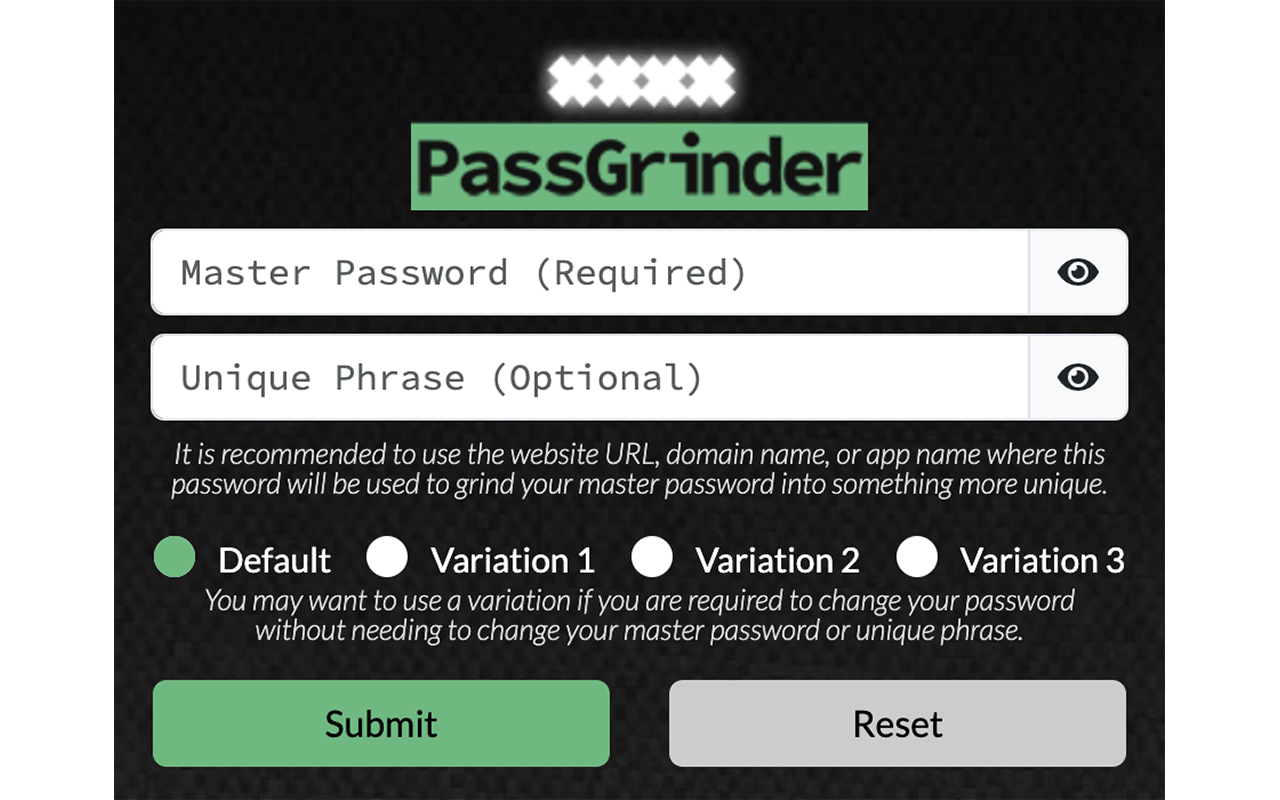 PassGrinder
Master Password (Required)
Unique Phrase (Optional)
It is recommended to use the website URL, domain name, or app name where this
password will be used to grind your master password into something more unique.
Default Variation 1 Variation 2 Variation 3
You may want to use a variation if you are required to change your password
without needing to change your master password or unique phrase.
Submit Reset